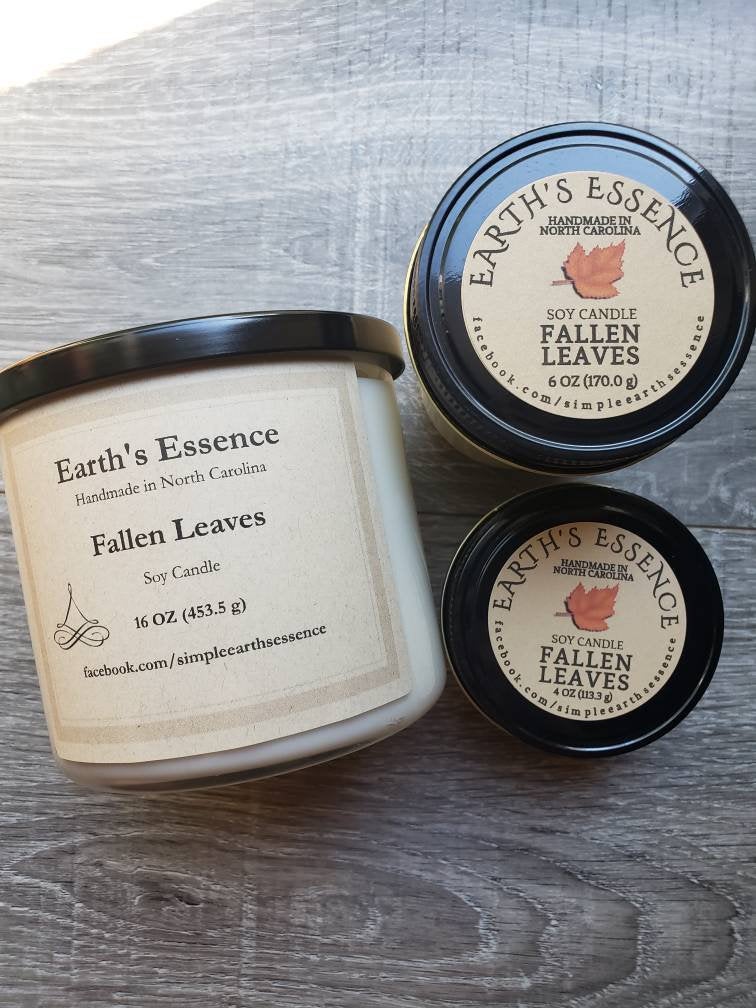 Earth's Essence
Handmade in North Carolina
Fallen Leaves
Soy Candle
16 OZ (453.5 g)
facebook.com/simpleearthsessence
EARTH'S ESSENCE
HANDMADE IN
NORTH CAROLINA
SOY CANDLE
FALLEN
LEAVES
6 OZ (170.0 g)
facebook.com/simpleearthsessence
EARTH'S ESSENCE
HANDMADE IN
NORTH CAROLINA
SOY CANDLE
FALLEN
LEAVES
4 OZ (113.3 g)
facebook.com/simpleearthsessence